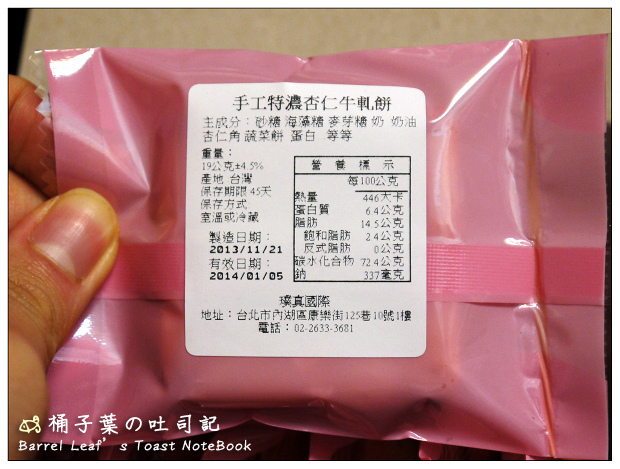 手工特濃杏仁牛軋餅
主成分：砂糖 海藻糖 麥芽糖 奶 奶油
杏仁角 蔬菜餅 蛋白 等等
重量：
19公克±4.5%
產地 台灣
保存期限 45天
保存方式
室溫或冷藏
製造日期：
2013/11/21
有效日期：
2014/01/05
營養標示
每100公克
熱量 446大卡
蛋白質 6.4公克
脂肪 14.5公克
飽和脂肪 2.4公克
反式脂肪 0公克
碳水化合物 72.4公克
鈉 337毫克
璞真國際
地址：台北市內湖區康樂街125巷10號1樓
電話：02-2633-3681
桶子葉の吐司記
Barrel Leaf's Toast NoteBook